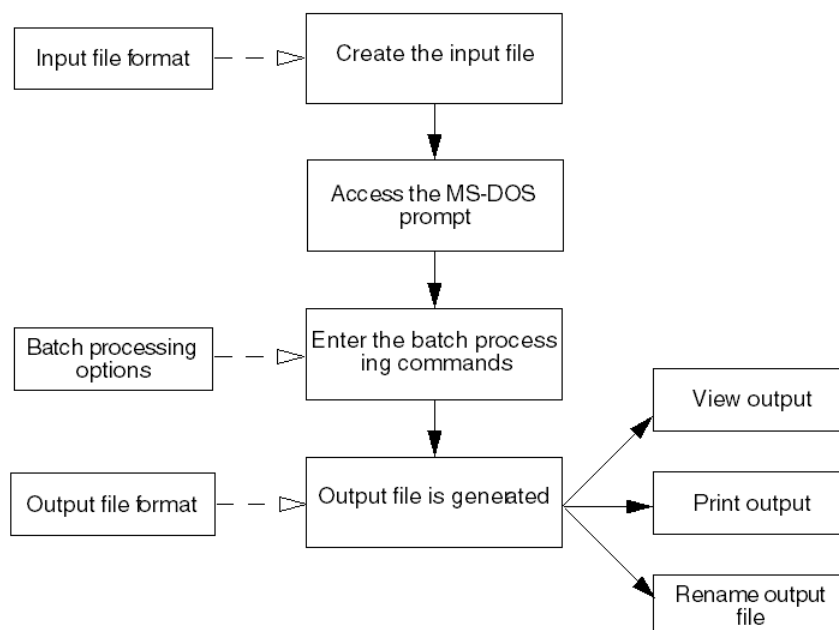 Input file format
Create the input file
Access the MS-DOS
prompt
Batch processing
options
Enter the batch process
ing commands
View output
Output file format
Output file is generated
Print output
Rename output
file